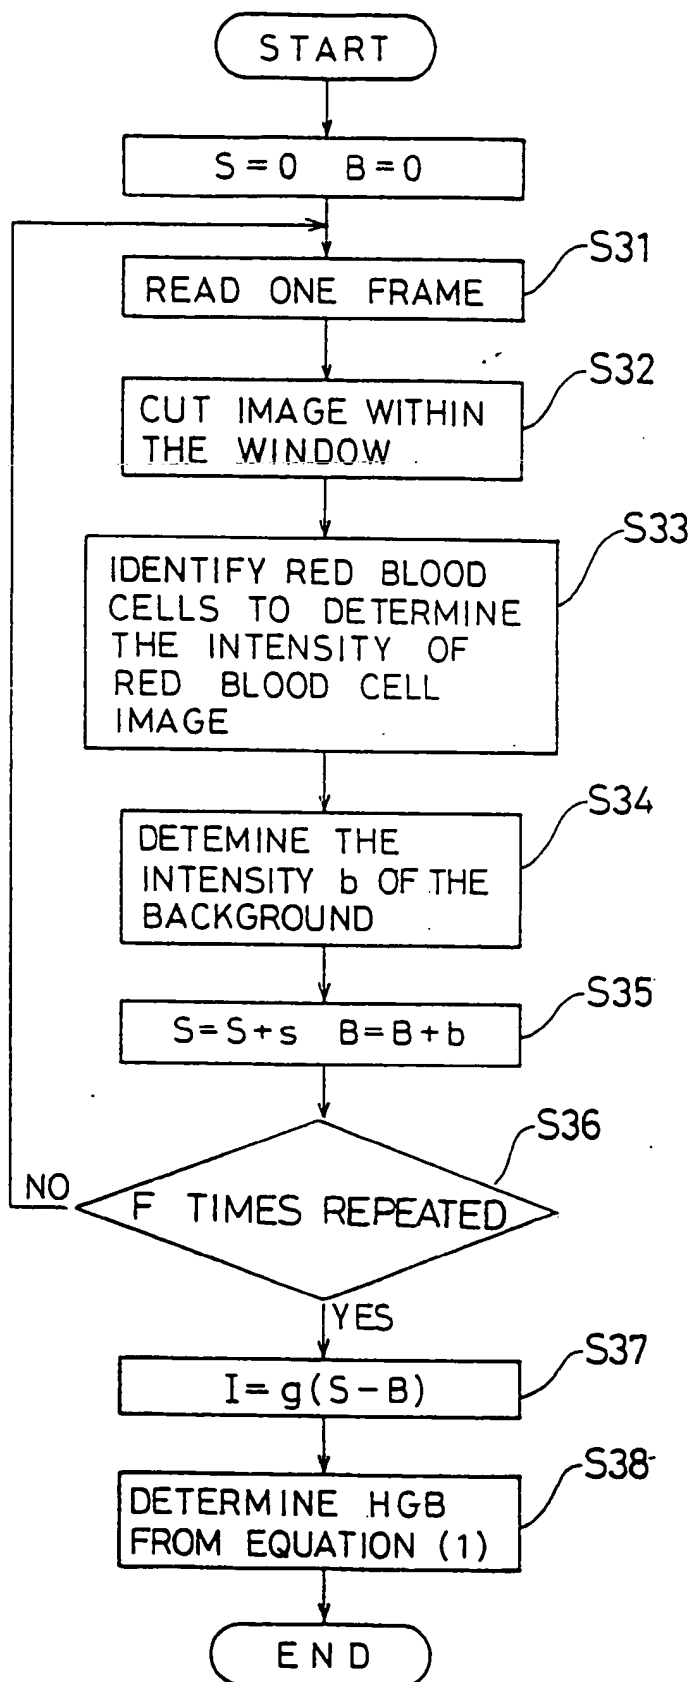 START
S=0 B=0
S31
READ ONE FRAME
S32
CUT IMAGE WITHIN
THE WINDOW
S33
IDENTIFY RED BLOOD
CELLS TO DETERMINE
THE INTENSITY OF
RED BLOOD CELL
IMAGE
S34
DETEMINE THE
INTENSITY b OF THE
BACKGROUND
S35
S=S+s B=B+b
S36
NO
F TIMES REPEATED
YES
S37
I=g(S-B)
S38
DETERMINE HGB
FROM EQUATION (1)
END